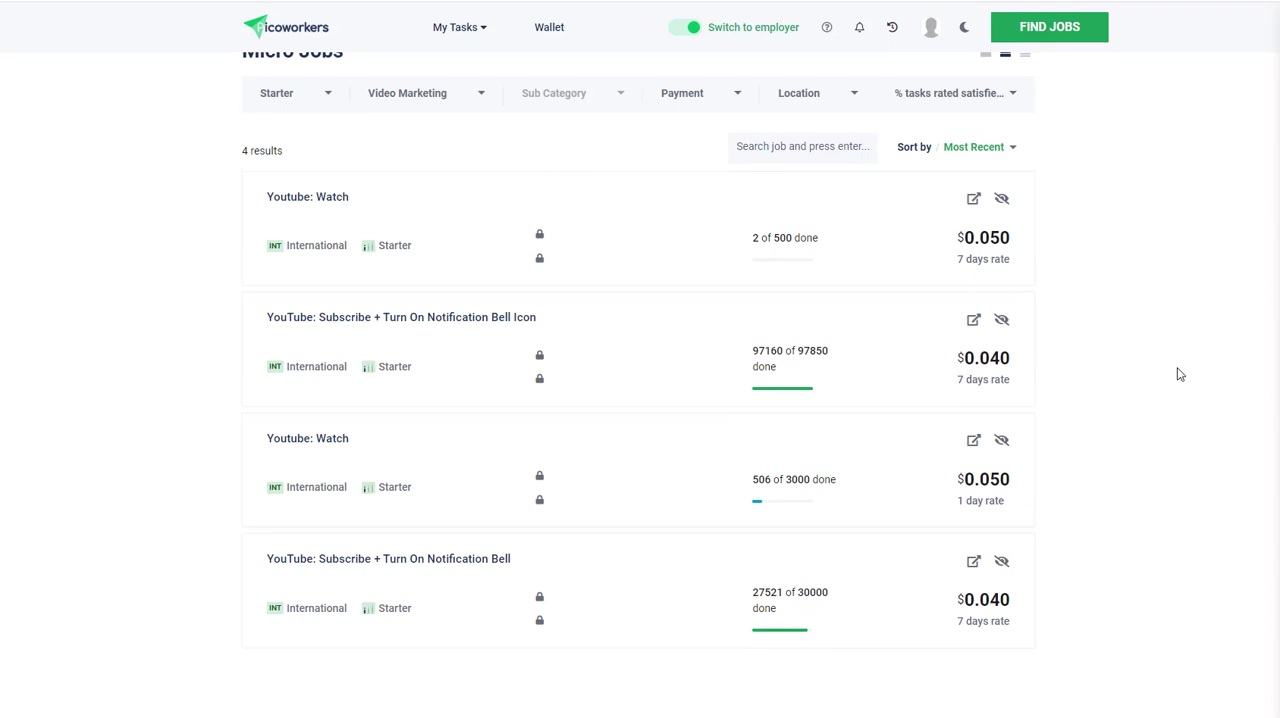 Picoworkers
My Tasks
Wallet
Switch to employer
FIND JOBS
Micro Jobs
Starter
Video Marketing
Sub Category
Payment
Location
% tasks rated satisfie...
4 results
Search job and press enter...
Sort by
Most Recent
Youtube: Watch
INT International
Starter
2 of 500 done
$0.050
7 days rate
YouTube: Subscribe + Turn On Notification Bell Icon
INT International
Starter
97160 of 97850
done
$0.040
7 days rate
Youtube: Watch
INT International
Starter
506 of 3000 done
$0.050
1 day rate
YouTube: Subscribe + Turn On Notification Bell
INT International
Starter
27521 of 30000
done
$0.040
7 days rate